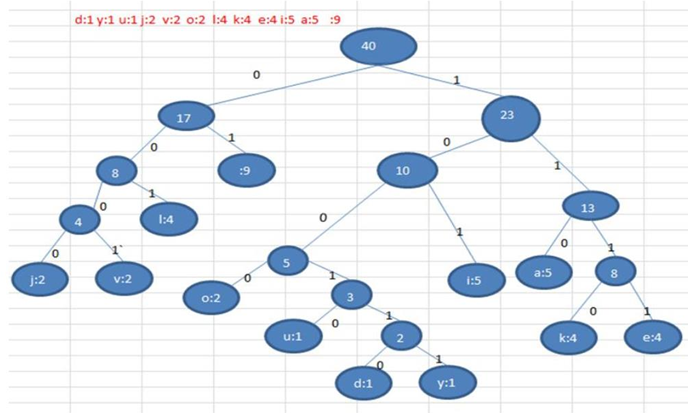 d:1 y:1 u:1 j:2 v:2 o:2 l:4 k:4 e:4 i:5 a:5 :9
40
0 1
17 23
0 1 0 1
8 :9 10 13
0 1 0 1 0 1
4 l:4 5 i:5 a:5 8
0 1` 0 1 0 1
j:2 v:2 o:2 3 k:4 e:4
0 1
u:1 2
0 1
d:1 y:1